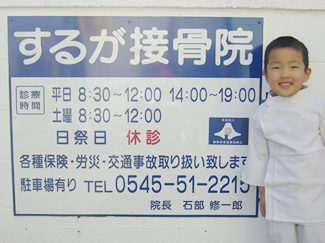 するが接骨院
診療時間 平日 8:30～12:00 14:00～19:00
土曜 8:30～12:00
日祭日 休診
各種保険・労災・交通事故取り扱い致します
駐車場有り TEL 0545-51-2215
院長 石部 修一郎